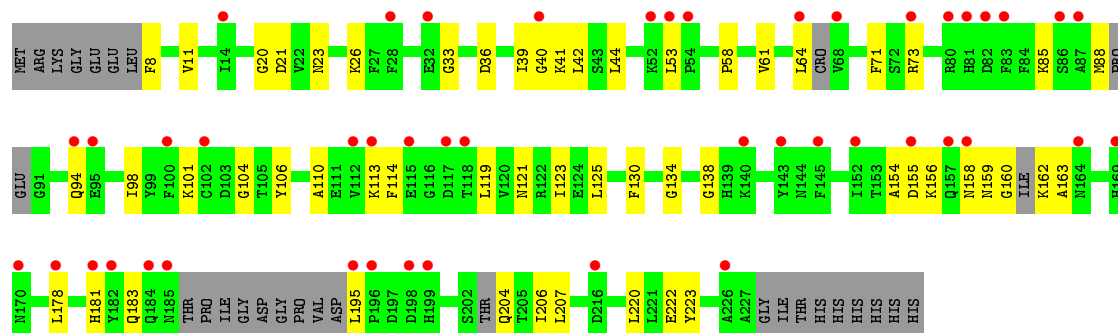 MET ARG LYS GLY GLU GLU LEU F8 V11 I14 G20 D21 V22 N23 K26 F27 F28 E32 G33 D36 I39 G40 K41 L42 S43 L44 K52 L53 P54 P58 V61 L64 CRO V68 F71 S72 R73 R80 H81 D82 F83 F84 K85 S86 A87 M88 PRO
GLU G91 Q94 E95 I98 Y99 F100 K101 C102 D103 G104 T105 Y106 A110 E111 V112 K113 F114 E115 G116 D117 T118 L119 V120 N121 R122 I123 E124 L125 F130 G134 G138 H139 K140 Y143 N144 F145 I152 T153 A154 D155 K156 Q157 N158 N159 G160 ILE K162 A163 N164 H169
N170 L178 H181 Y182 Q183 Q184 N185 THR PRO ILE GLY ASP GLY PRO VAL ASP L195 P196 D197 D198 H199 S202 THR Q204 T205 I206 L207 D216 L220 L221 E222 Y223 A226 A227 GLY ILE THR HIS HIS HIS HIS HIS HIS